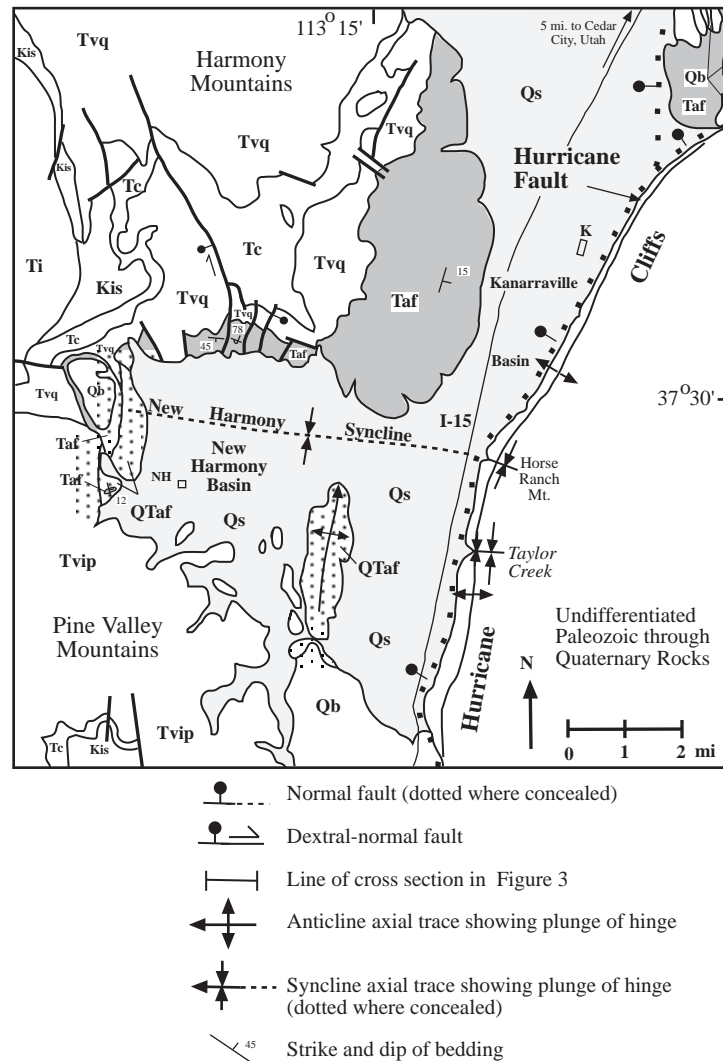 113° 15'
5 mi. to Cedar
City, Utah
Kis
Tvq
Harmony
Mountains
Qs
Qb
Taf
Tvq
Tvq
Hurricane
Fault
Kis
Tc
K
Cliffs
Tc
Tvq
15
Ti
Kis
Tvq
Taf
Kanarraville
Tvq
78
45
Tc
Tvq
Taf
Basin
37° 30'
Tvq
Qb
New
Harmony
Syncline
I-15
Taf
New
Harmony
Basin
NH
Horse
Ranch
Mt.
Taf
12
QTaf
Qs
Qs
Taylor
Creek
Tvip
QTaf
Pine Valley
Mountains
Undifferentiated
Paleozoic through
Quaternary Rocks
Qs
N
Hurricane
Qb
Tvip
Tc
Kis
0 1 2 mi
Normal fault (dotted where concealed)
Dextral-normal fault
Line of cross section in Figure 3
Anticline axial trace showing plunge of hinge
Syncline axial trace showing plunge of hinge
(dotted where concealed)
45
Strike and dip of bedding